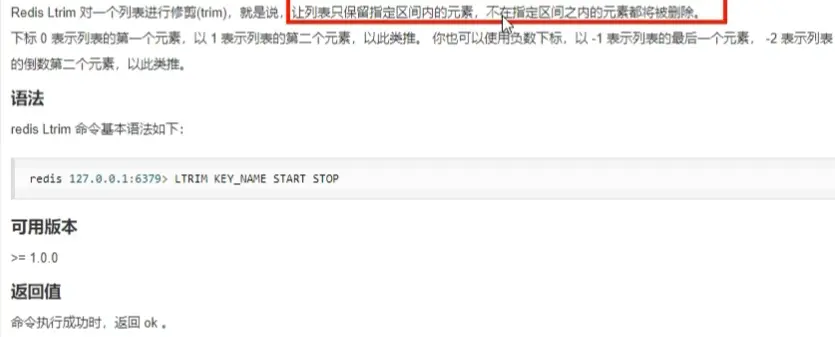 Redis Ltrim 对一个列表进行修剪(trim)，就是说，让列表只保留指定区间内的元素，不在指定区间之内的元素都将被删除。
下标 0 表示列表的第一个元素，以 1 表示列表的第二个元素，以此类推。 你也可以使用负数下标，以 -1 表示列表的最后一个元素， -2 表示列表
的倒数第二个元素，以此类推。
语法
redis Ltrim 命令基本语法如下：
redis 127.0.0.1:6379> LTRIM KEY_NAME START STOP
可用版本
>= 1.0.0
返回值
命令执行成功时，返回 ok 。